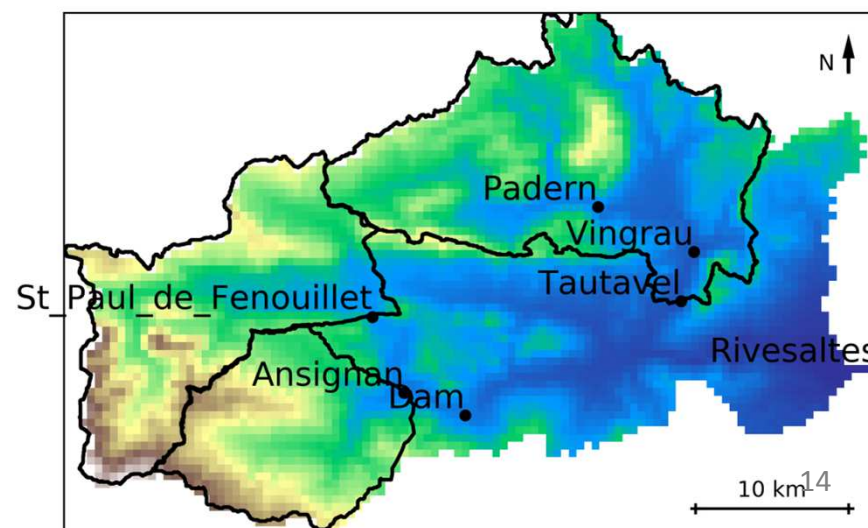 N
Padern
Vingrau
Tautavel
St_Paul_de_Fenouillet
Rivesaltes
Ansignan
Dam
10 km
14